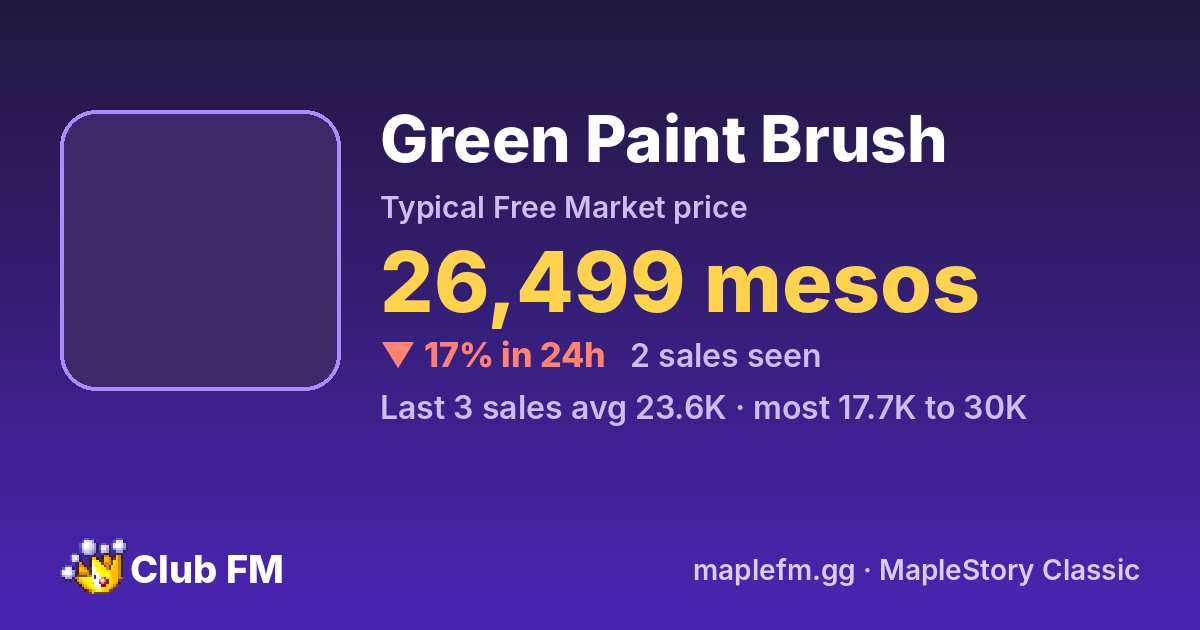 Green Paint Brush
Typical Free Market price
26,499 mesos
▼ 17% in 24h 2 sales seen
Last 3 sales avg 23.6K · most 17.7K to 30K
Club FM
maplefm.gg · MapleStory Classic